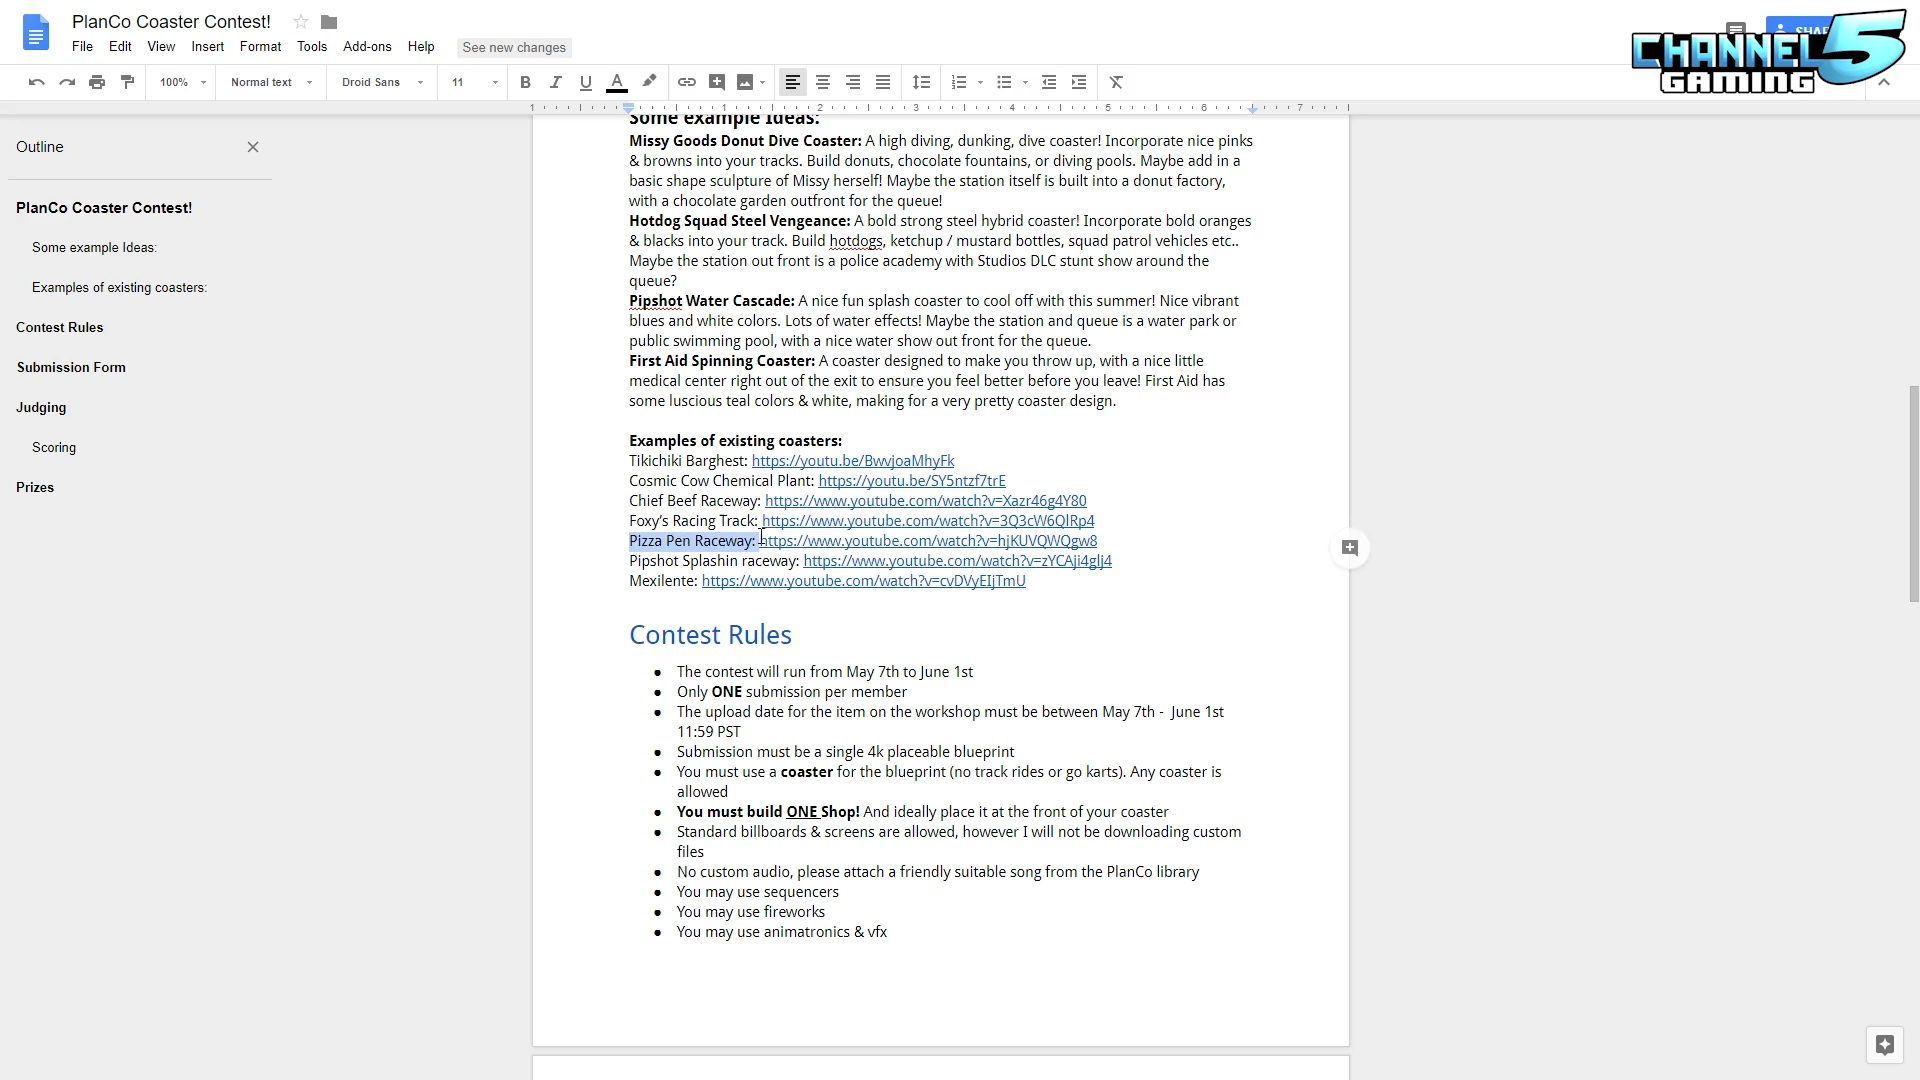 PlanCo Coaster Contest!
File Edit View Insert Format Tools Add-ons Help See new changes
CHANNEL 5
GAMING
100% Normal text Droid Sans 11
1 1 2 3 4 5 6 7
Outline
PlanCo Coaster Contest!
Some example Ideas:
Examples of existing coasters:
Contest Rules
Submission Form
Judging
Scoring
Prizes
Some example Ideas:
Missy Goods Donut Dive Coaster: A high diving, dunking, dive coaster! Incorporate nice pinks
& browns into your tracks. Build donuts, chocolate fountains, or diving pools. Maybe add in a
basic shape sculpture of Missy herself! Maybe the station itself is built into a donut factory,
with a chocolate garden outfront for the queue!
Hotdog Squad Steel Vengeance: A bold strong steel hybrid coaster! Incorporate bold oranges
& blacks into your track. Build hotdogs, ketchup / mustard bottles, squad patrol vehicles etc..
Maybe the station out front is a police academy with Studios DLC stunt show around the
queue?
Pipshot Water Cascade: A nice fun splash coaster to cool off with this summer! Nice vibrant
blues and white colors. Lots of water effects! Maybe the station and queue is a water park or
public swimming pool, with a nice water show out front for the queue.
First Aid Spinning Coaster: A coaster designed to make you throw up, with a nice little
medical center right out of the exit to ensure you feel better before you leave! First Aid has
some luscious teal colors & white, making for a very pretty coaster design.
Examples of existing coasters:
Tikichiki Barghest: https://youtu.be/BwvjoaMhyFk
Cosmic Cow Chemical Plant: https://youtu.be/SY5ntzf7trE
Chief Beef Raceway: https://www.youtube.com/watch?v=Xazr46g4Y80
Foxy's Racing Track: https://www.youtube.com/watch?v=3Q3cW6QlRp4
Pizza Pen Raceway: https://www.youtube.com/watch?v=hjKUVQWQgw8
Pipshot Splashin raceway: https://www.youtube.com/watch?v=zYCAji4glj4
Mexilente: https://www.youtube.com/watch?v=cvDVyEIjTmU
Contest Rules
● The contest will run from May 7th to June 1st
● Only ONE submission per member
● The upload date for the item on the workshop must be between May 7th - June 1st
11:59 PST
● Submission must be a single 4k placeable blueprint
● You must use a coaster for the blueprint (no track rides or go karts). Any coaster is
allowed
● You must build ONE Shop! And ideally place it at the front of your coaster
● Standard billboards & screens are allowed, however I will not be downloading custom
files
● No custom audio, please attach a friendly suitable song from the PlanCo library
● You may use sequencers
● You may use fireworks
● You may use animatronics & vfx